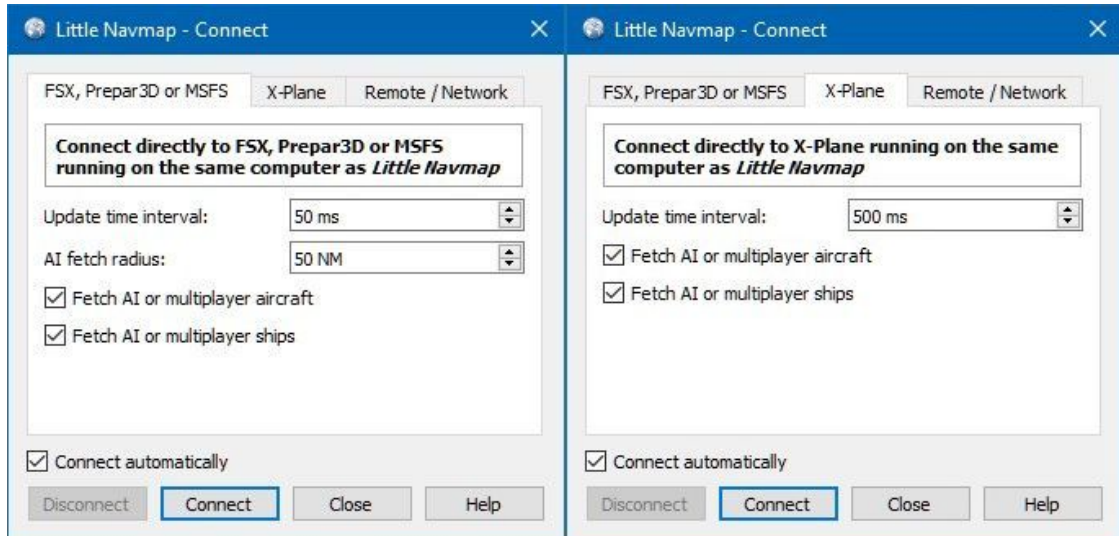 Little Navmap - Connect
FSX, Prepar3D or MSFS
X-Plane
Remote / Network
Connect directly to FSX, Prepar3D or MSFS
running on the same computer as Little Navmap
Update time interval:
50 ms
AI fetch radius:
50 NM
Fetch AI or multiplayer aircraft
Fetch AI or multiplayer ships
Connect automatically
Disconnect
Connect
Close
Help
Little Navmap - Connect
FSX, Prepar3D or MSFS
X-Plane
Remote / Network
Connect directly to X-Plane running on the same
computer as Little Navmap
Update time interval:
500 ms
Fetch AI or multiplayer aircraft
Fetch AI or multiplayer ships
Connect automatically
Disconnect
Connect
Close
Help